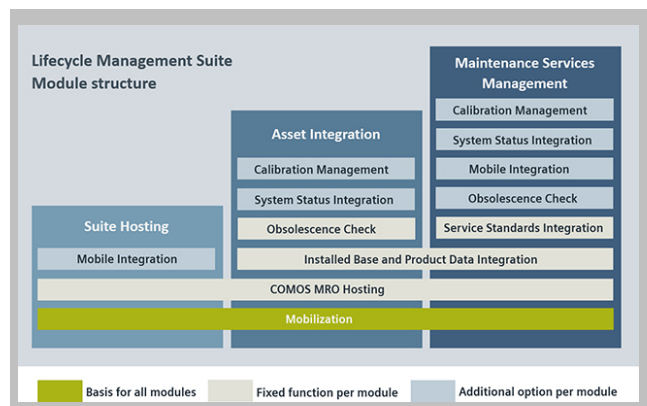 Lifecycle Management Suite
Module structure
Maintenance Services
Management
Calibration Management
System Status Integration
Mobile Integration
Obsolescence Check
Service Standards Integration
Asset Integration
Calibration Management
System Status Integration
Obsolescence Check
Suite Hosting
Mobile Integration
Installed Base and Product Data Integration
COMOS MRO Hosting
Mobilization
Basis for all modules
Fixed function per module
Additional option per module